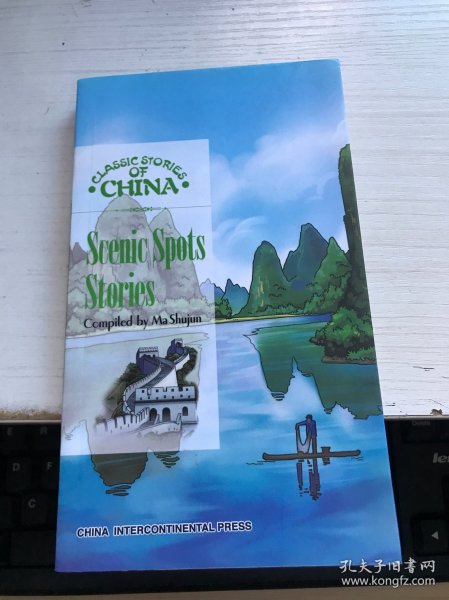 CLASSIC STORIES
OF
•CHINA•
Scenic Spots
Stories
Compiled by Ma Shujun
CHINA INTERCONTINENTAL PRESS
Delete
孔夫子旧书网
www.kongfz.com